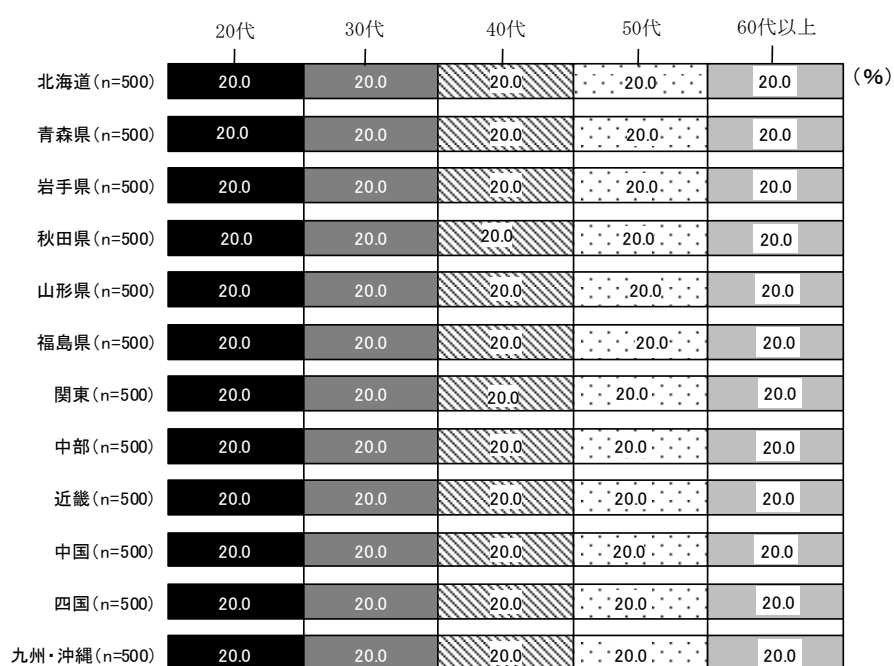 20代 30代 40代 50代 60代以上
(%)
北海道(n=500) 20.0 20.0 20.0 20.0 20.0
青森県(n=500) 20.0 20.0 20.0 20.0 20.0
岩手県(n=500) 20.0 20.0 20.0 20.0 20.0
秋田県(n=500) 20.0 20.0 20.0 20.0 20.0
山形県(n=500) 20.0 20.0 20.0 20.0 20.0
福島県(n=500) 20.0 20.0 20.0 20.0 20.0
関東(n=500) 20.0 20.0 20.0 20.0 20.0
中部(n=500) 20.0 20.0 20.0 20.0 20.0
近畿(n=500) 20.0 20.0 20.0 20.0 20.0
中国(n=500) 20.0 20.0 20.0 20.0 20.0
四国(n=500) 20.0 20.0 20.0 20.0 20.0
九州・沖縄(n=500) 20.0 20.0 20.0 20.0 20.0